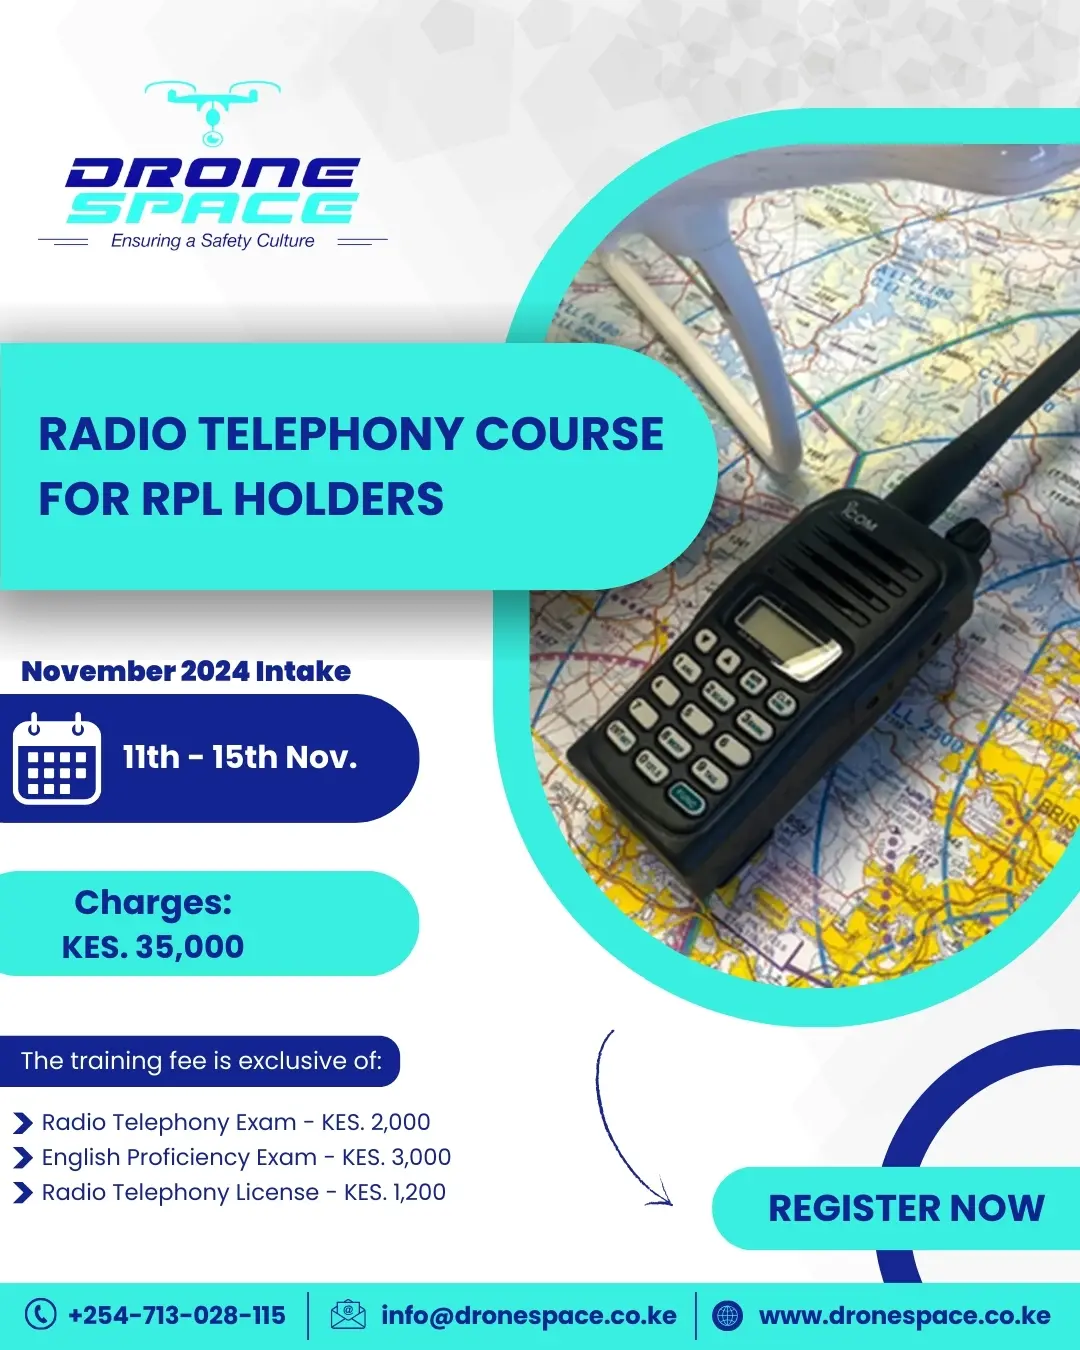 DRONE
SPACE
Ensuring a Safety Culture
RADIO TELEPHONY COURSE
FOR RPL HOLDERS
November 2024 Intake
11th - 15th Nov.
Charges:
KES. 35,000
The training fee is exclusive of:
Radio Telephony Exam - KES. 2,000
English Proficiency Exam - KES. 3,000
Radio Telephony License - KES. 1,200
ICOM
REGISTER NOW
+254-713-028-115
info@dronespace.co.ke
www.dronespace.co.ke